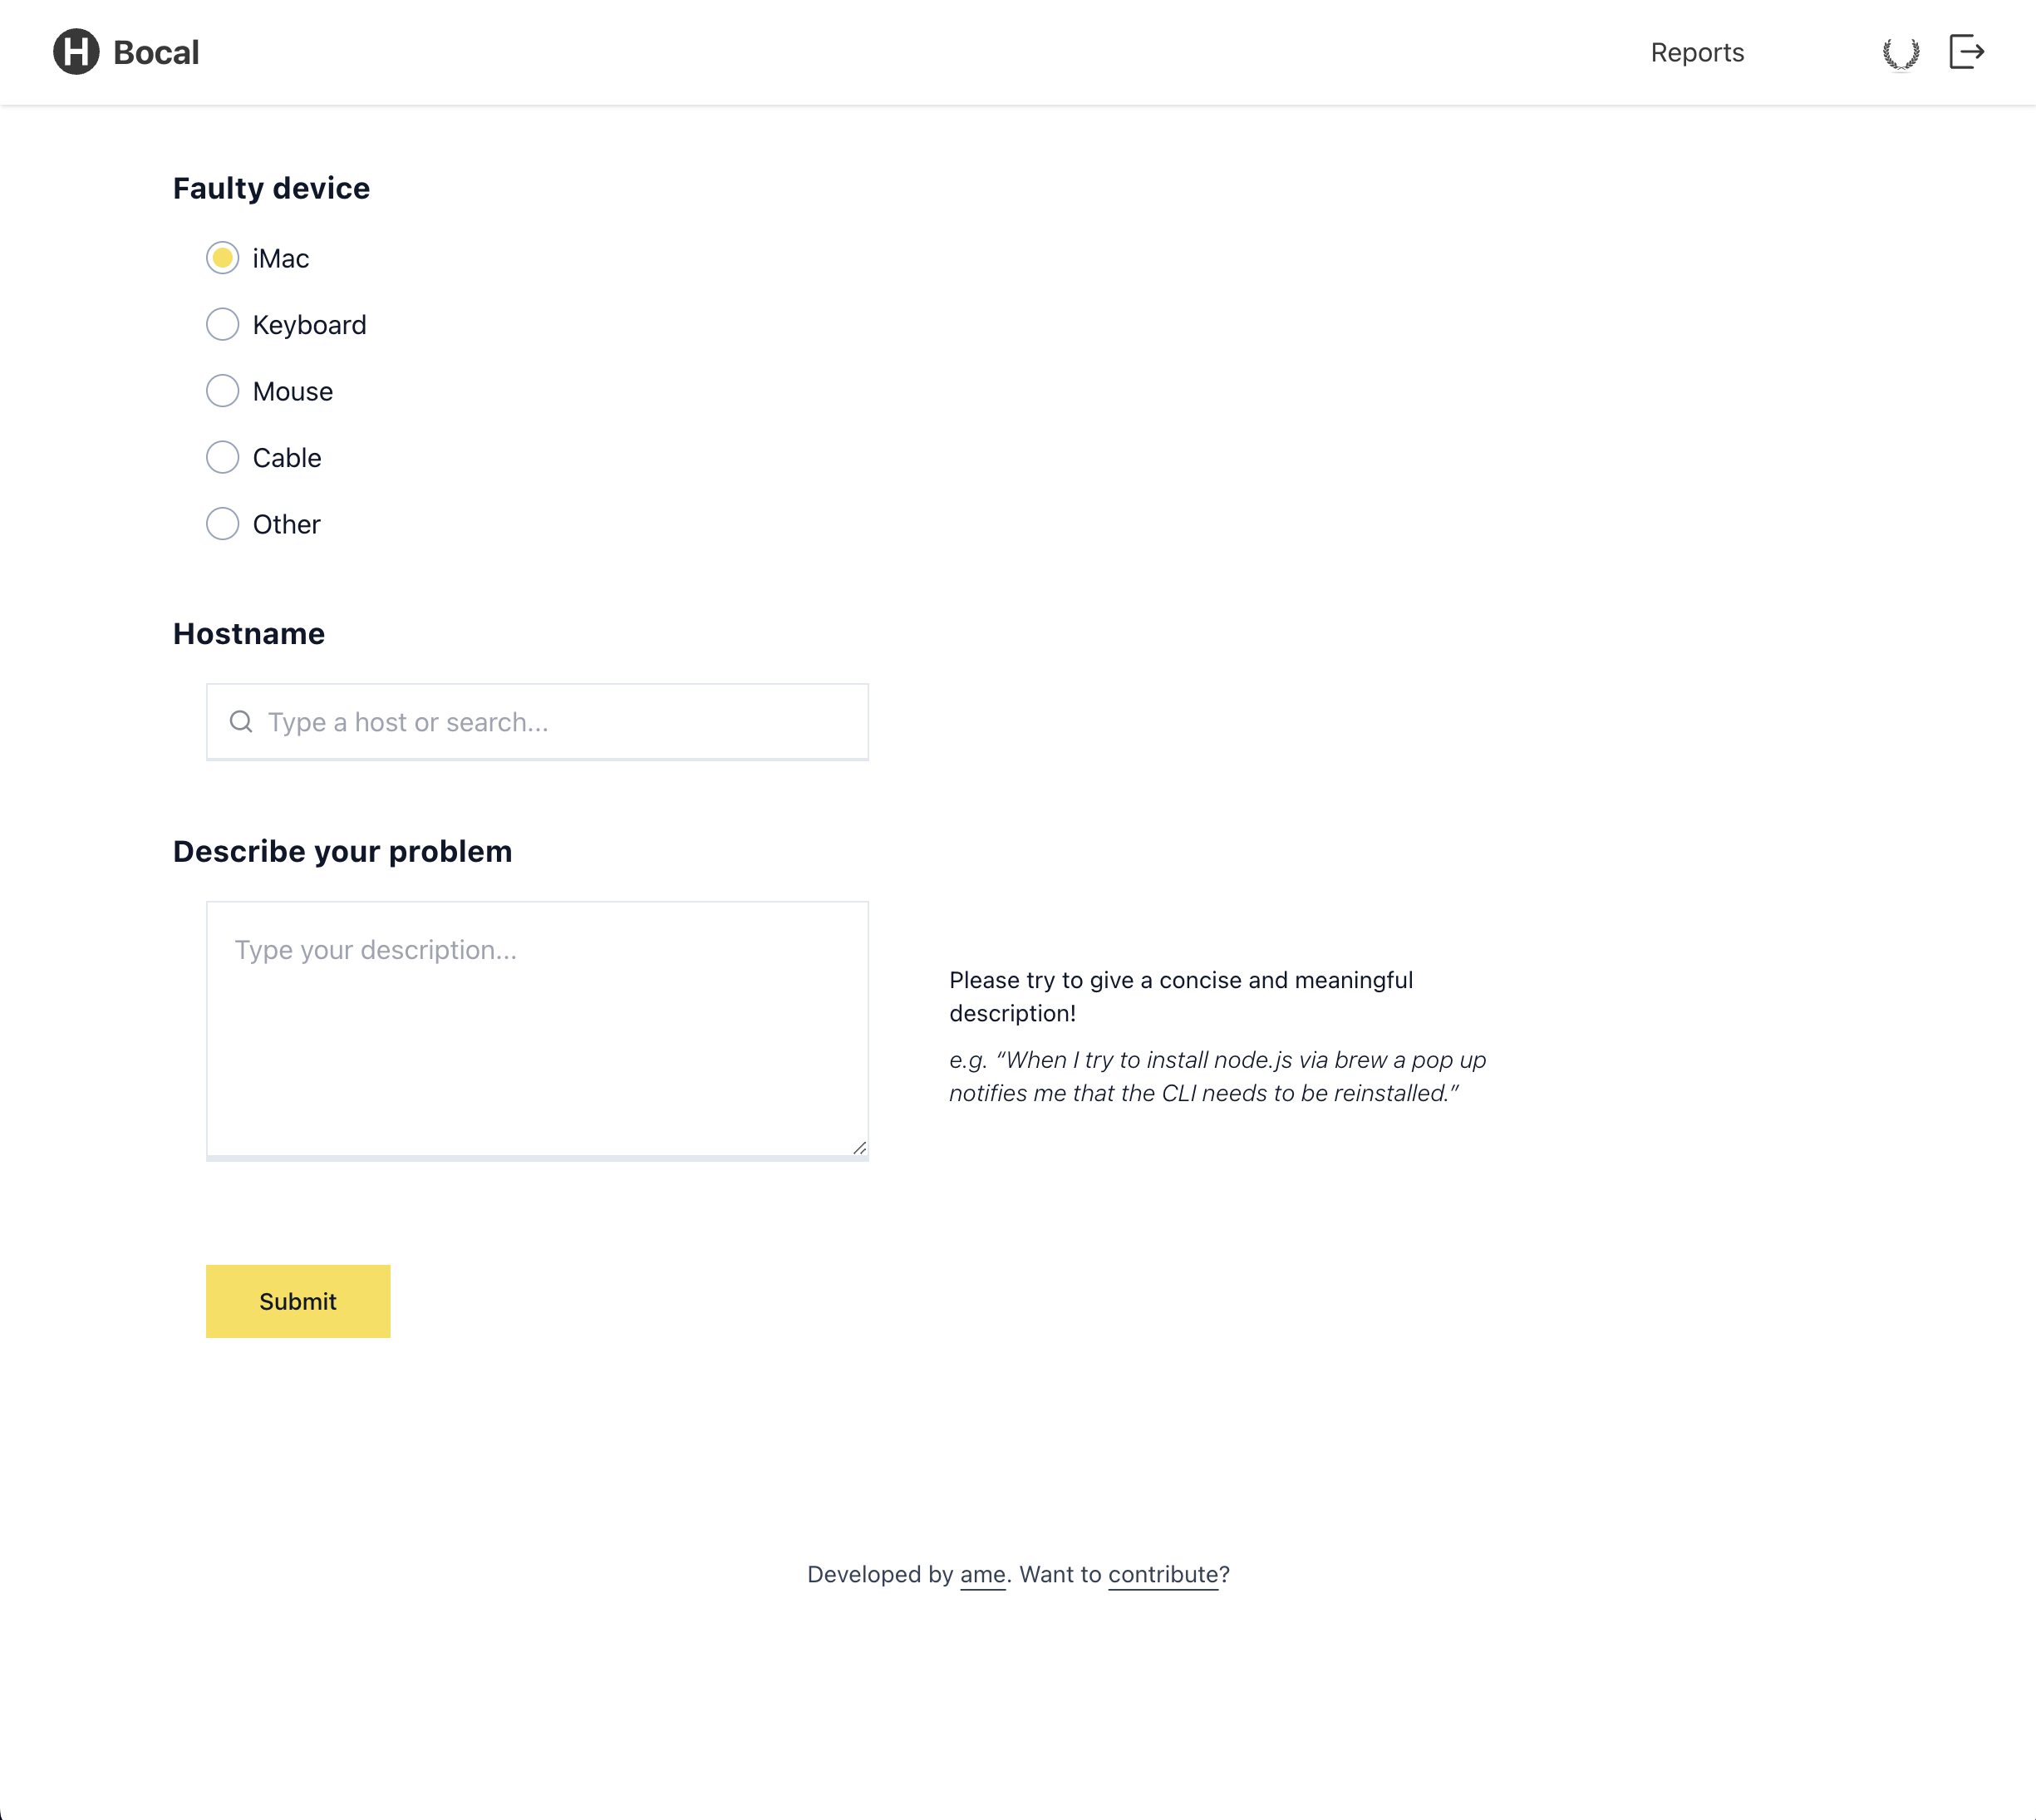 H Bocal
Reports
Faulty device
iMac
Keyboard
Mouse
Cable
Other
Hostname
Type a host or search...
Describe your problem
Type your description...
Please try to give a concise and meaningful
description!
e.g. “When I try to install node.js via brew a pop up
notifies me that the CLI needs to be reinstalled.”
Submit
Developed by ame. Want to contribute?